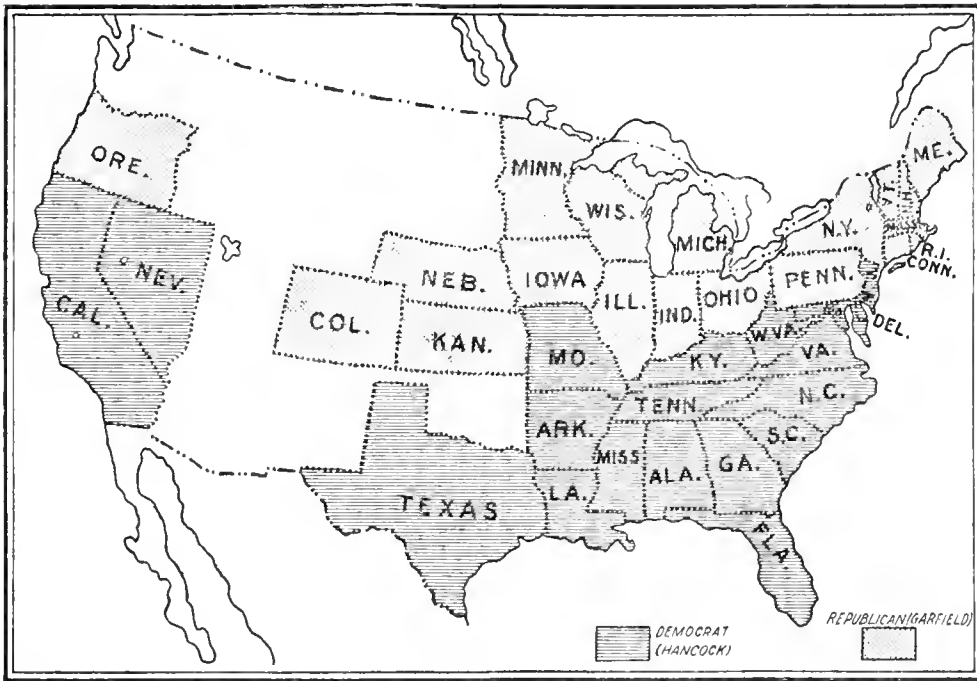 ORE.
CAL.
NEV.
COL.
NEB.
KAN.
TEXAS
MINN.
IOWA
MO.
ARK.
LA.
WIS.
ILL.
MICH.
IND.
OHIO
KY.
TENN.
MISS
ALA.
GA.
FLA.
S.C.
N.C.
VA.
W.VA.
PENN.
N.Y.
ME.
R.I.
CONN.
DEL.
DEMOCRAT
(HANCOCK)
REPUBLICAN (GARFIELD)